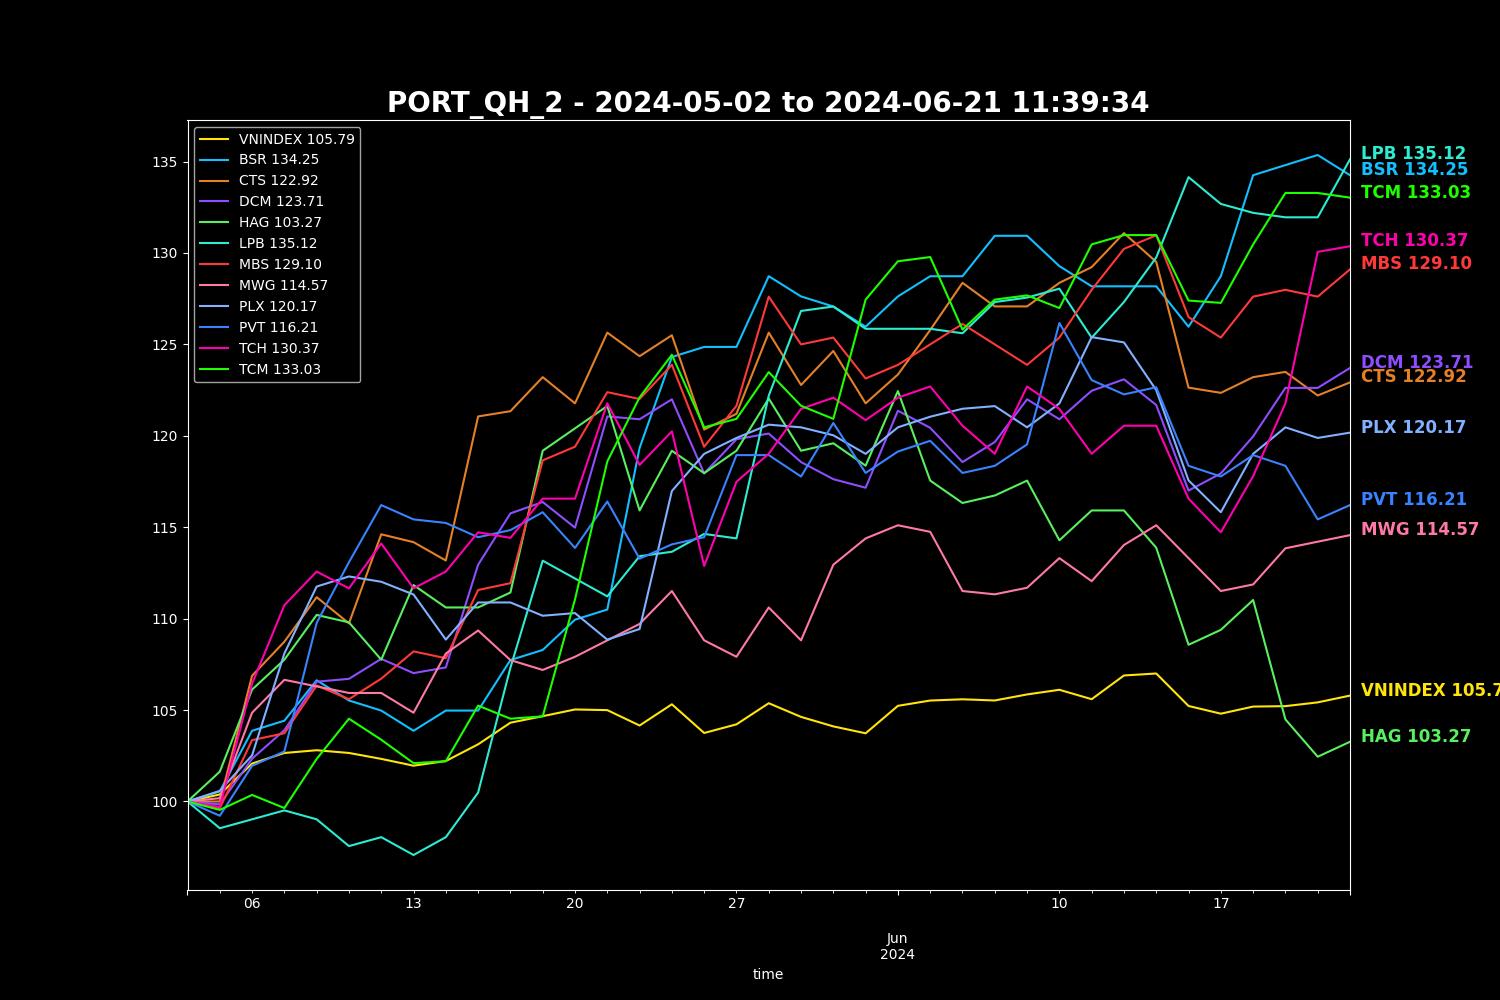 PORT_QH_2 - 2024-05-02 to 2024-06-21 11:39:34
VNINDEX 105.79
BSR 134.25
CTS 122.92
DCM 123.71
HAG 103.27
LPB 135.12
MBS 129.10
MWG 114.57
PLX 120.17
PVT 116.21
TCH 130.37
TCM 133.03
135
130
125
120
115
110
105
100
LPB 135.12
BSR 134.25
TCM 133.03
TCH 130.37
MBS 129.10
DCM 123.71
CTS 122.92
PLX 120.17
PVT 116.21
MWG 114.57
VNINDEX 105.7
HAG 103.27
06 13 20 27 10 17
Jun
2024
time